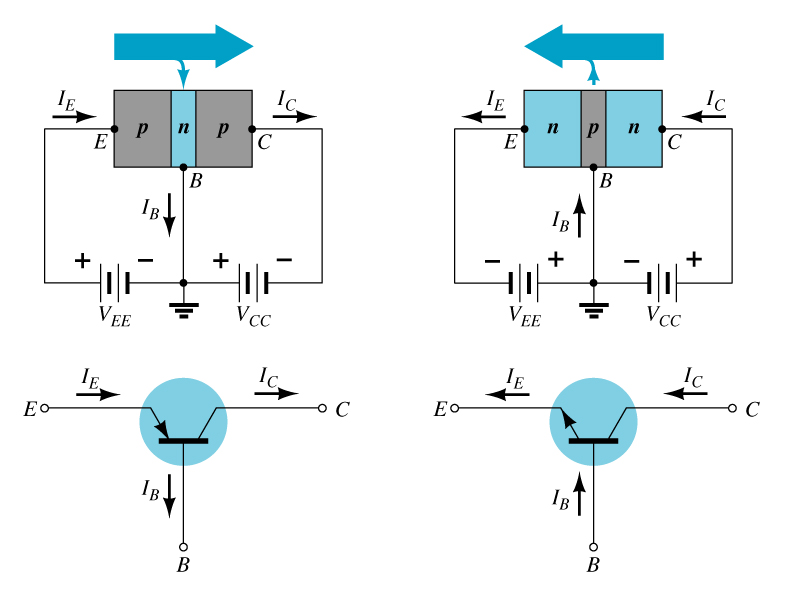 I_E I_C I_E I_C
p n p n p n
E C E C
B B
I_B I_B
+ − + − − + − +
V_EE V_CC V_EE V_CC
I_E I_C I_E I_C
E C E C
I_B I_B
B B